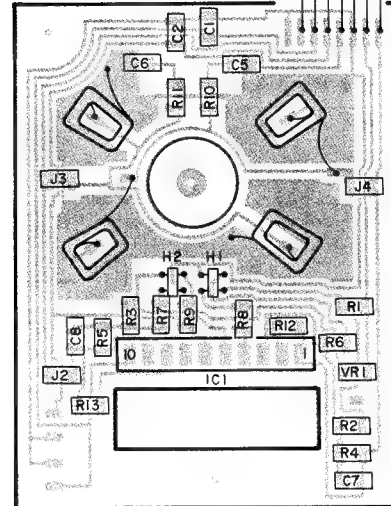 C2 C1
C6 C5
R11 R10
J3 J4
H2 H1
R3 R7 R9 R8 R12 R1
C8 R5 R6
10 1
J2 IC1 VR1
R13
R2
R4
C7